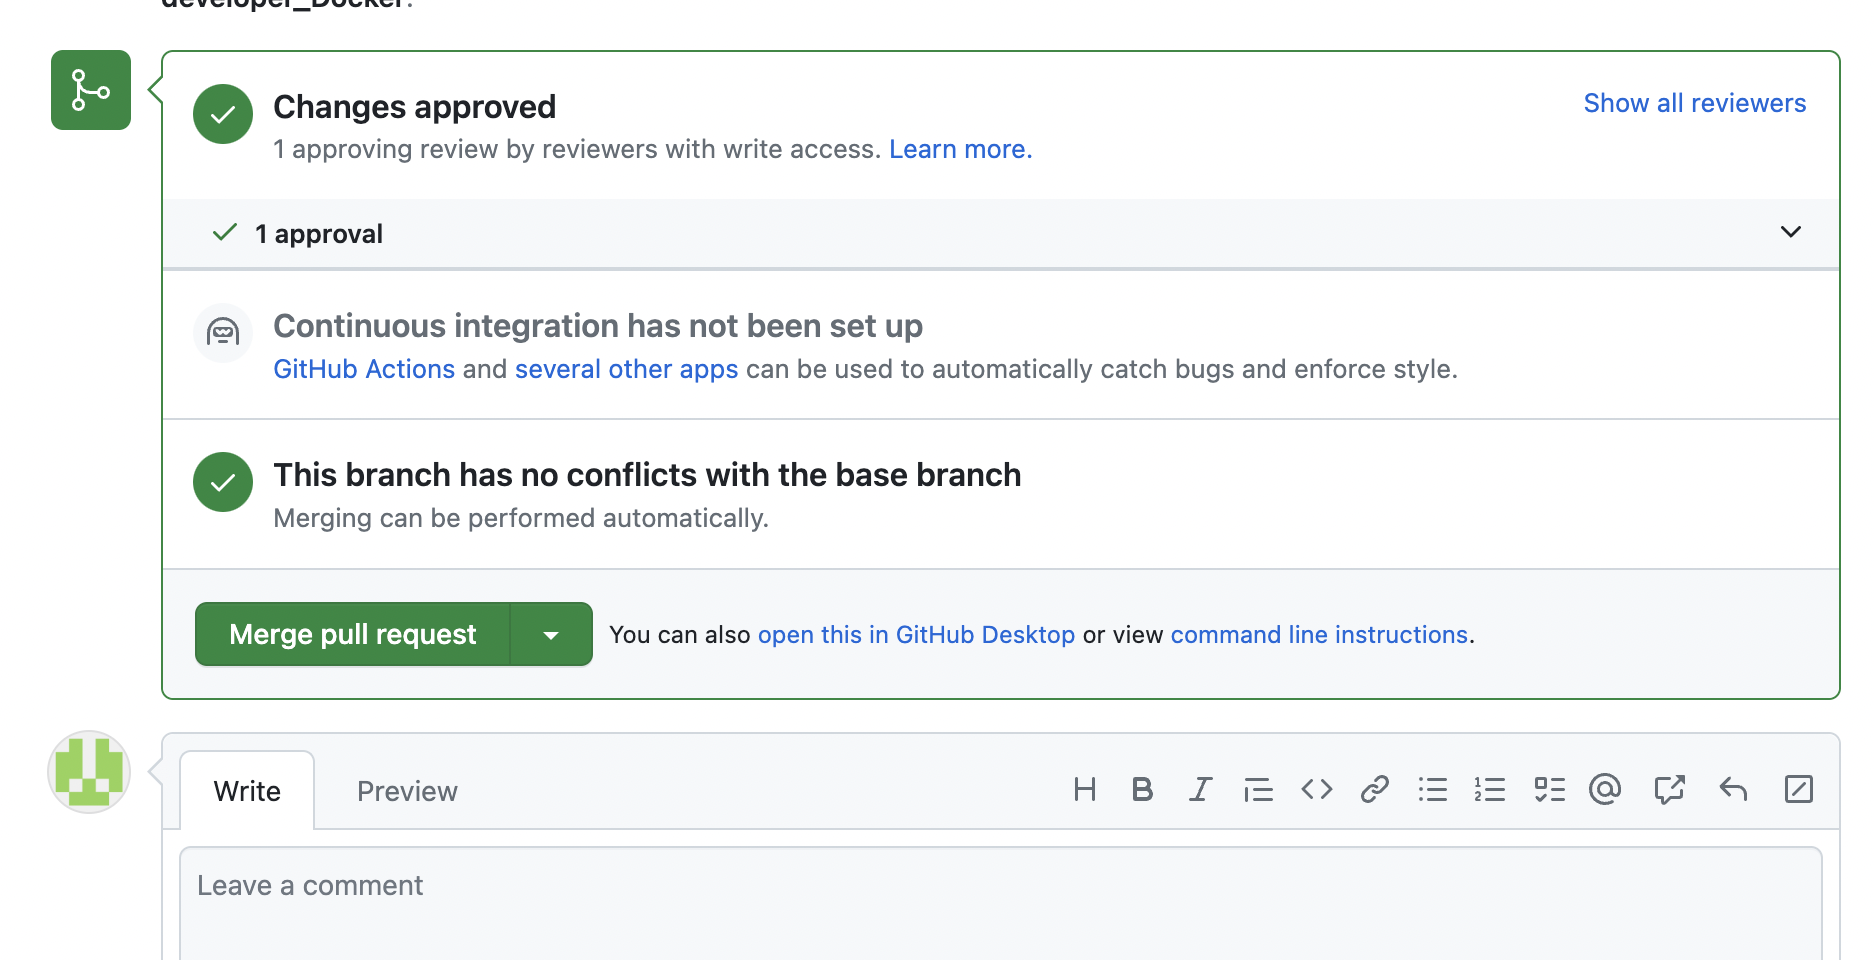 developer_Docker.
Changes approved
Show all reviewers
1 approving review by reviewers with write access. Learn more.
1 approval
Continuous integration has not been set up
GitHub Actions and several other apps can be used to automatically catch bugs and enforce style.
This branch has no conflicts with the base branch
Merging can be performed automatically.
Merge pull request
You can also open this in GitHub Desktop or view command line instructions.
Write
Preview
Leave a comment